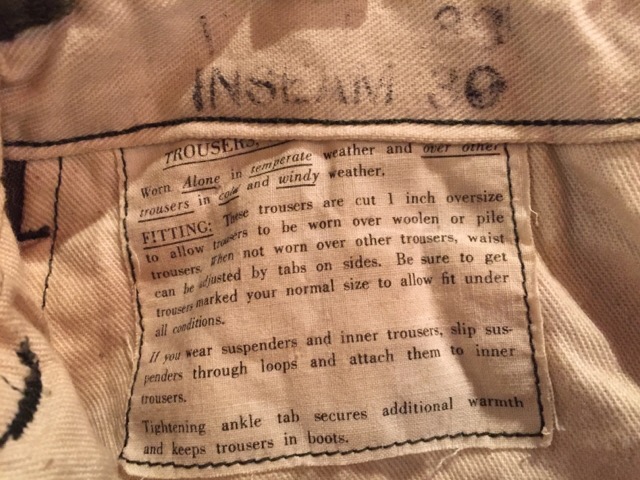 INSEAM 30
TROUSERS,
Worn Alone in temperate weather and over other
trousers in cold and windy weather.
FITTING: These trousers are cut 1 inch oversize
to allow trousers to be worn over woolen or pile
trousers. When not worn over other trousers, waist
can be adjusted by tabs on sides. Be sure to get
trousers marked your normal size to allow fit under
all conditions.
If you wear suspenders and inner trousers, slip sus-
penders through loops and attach them to inner
trousers.
Tightening ankle tab secures additional warmth
and keeps trousers in boots.